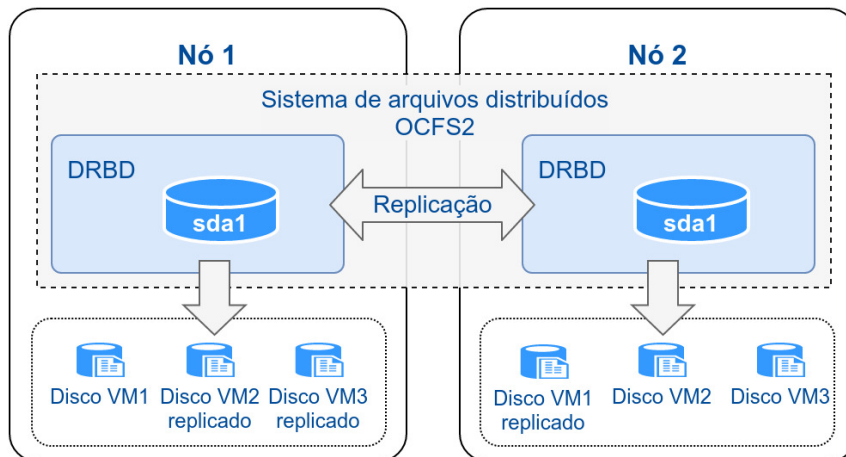 Nó 1
Nó 2
Sistema de arquivos distribuídos
OCFS2
DRBD
sda1
Replicação
DRBD
sda1
Disco VM1
Disco VM2
replicado
Disco VM3
replicado
Disco VM1
replicado
Disco VM2
Disco VM3